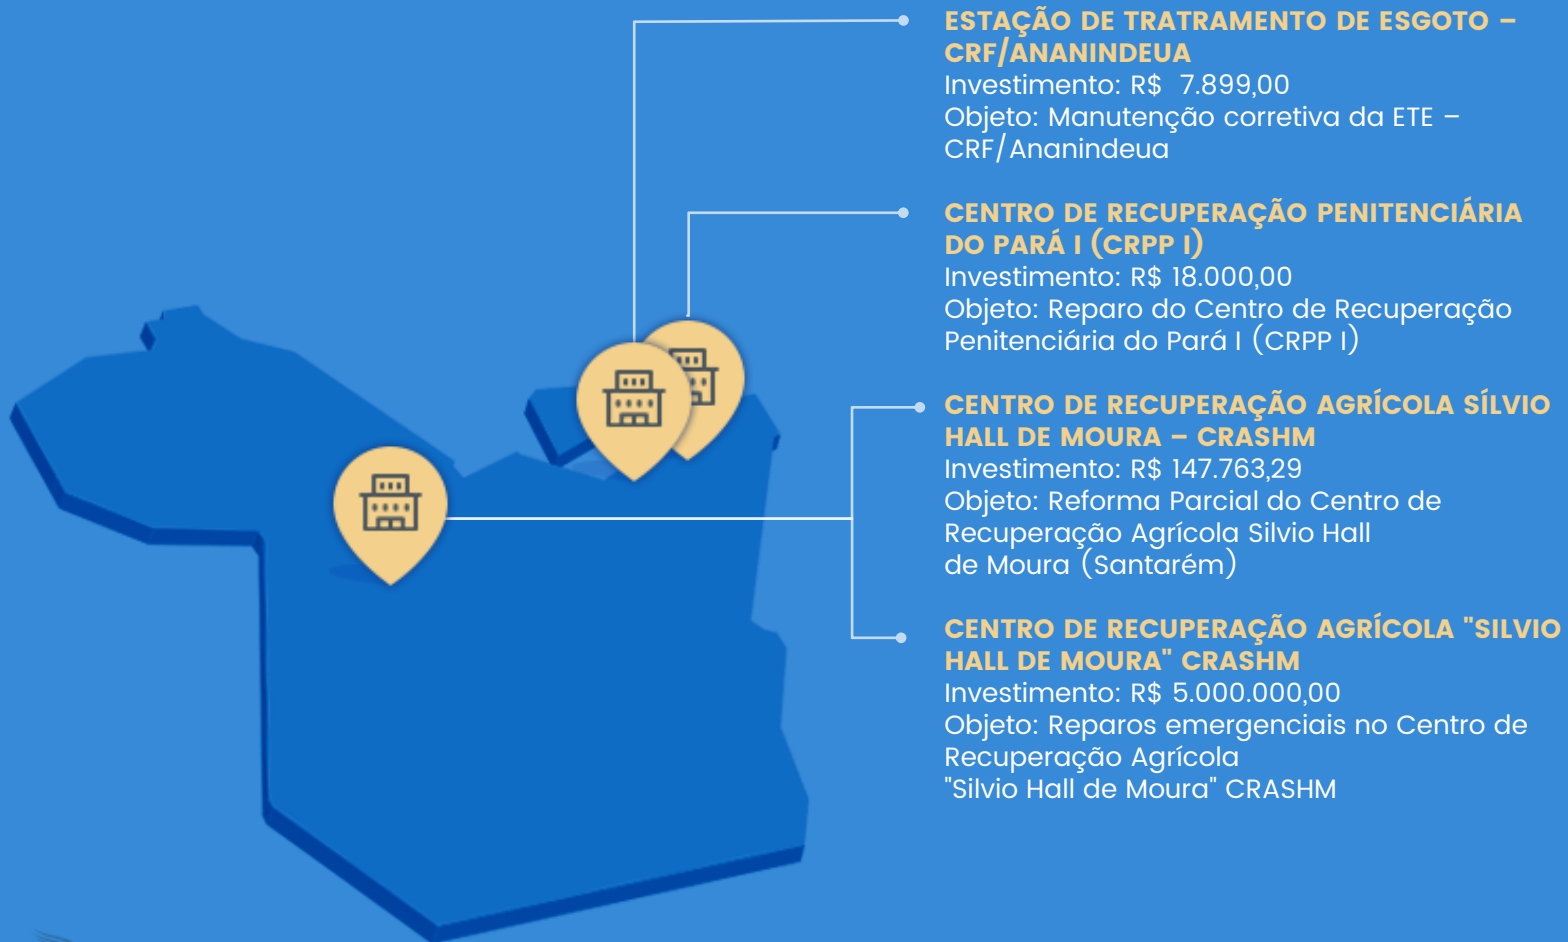 ESTAÇÃO DE TRATRAMENTO DE ESGOTO –
CRF/ANANINDEUA
Investimento: R$ 7.899,00
Objeto: Manutenção corretiva da ETE –
CRF/Ananindeua
CENTRO DE RECUPERAÇÃO PENITENCIÁRIA
DO PARÁ I (CRPP I)
Investimento: R$ 18.000,00
Objeto: Reparo do Centro de Recuperação
Penitenciária do Pará I (CRPP I)
CENTRO DE RECUPERAÇÃO AGRÍCOLA SÍLVIO
HALL DE MOURA – CRASHM
Investimento: R$ 147.763,29
Objeto: Reforma Parcial do Centro de
Recuperação Agrícola Silvio Hall
de Moura (Santarém)
CENTRO DE RECUPERAÇÃO AGRÍCOLA "SILVIO
HALL DE MOURA" CRASHM
Investimento: R$ 5.000.000,00
Objeto: Reparos emergenciais no Centro de
Recuperação Agrícola
"Silvio Hall de Moura" CRASHM